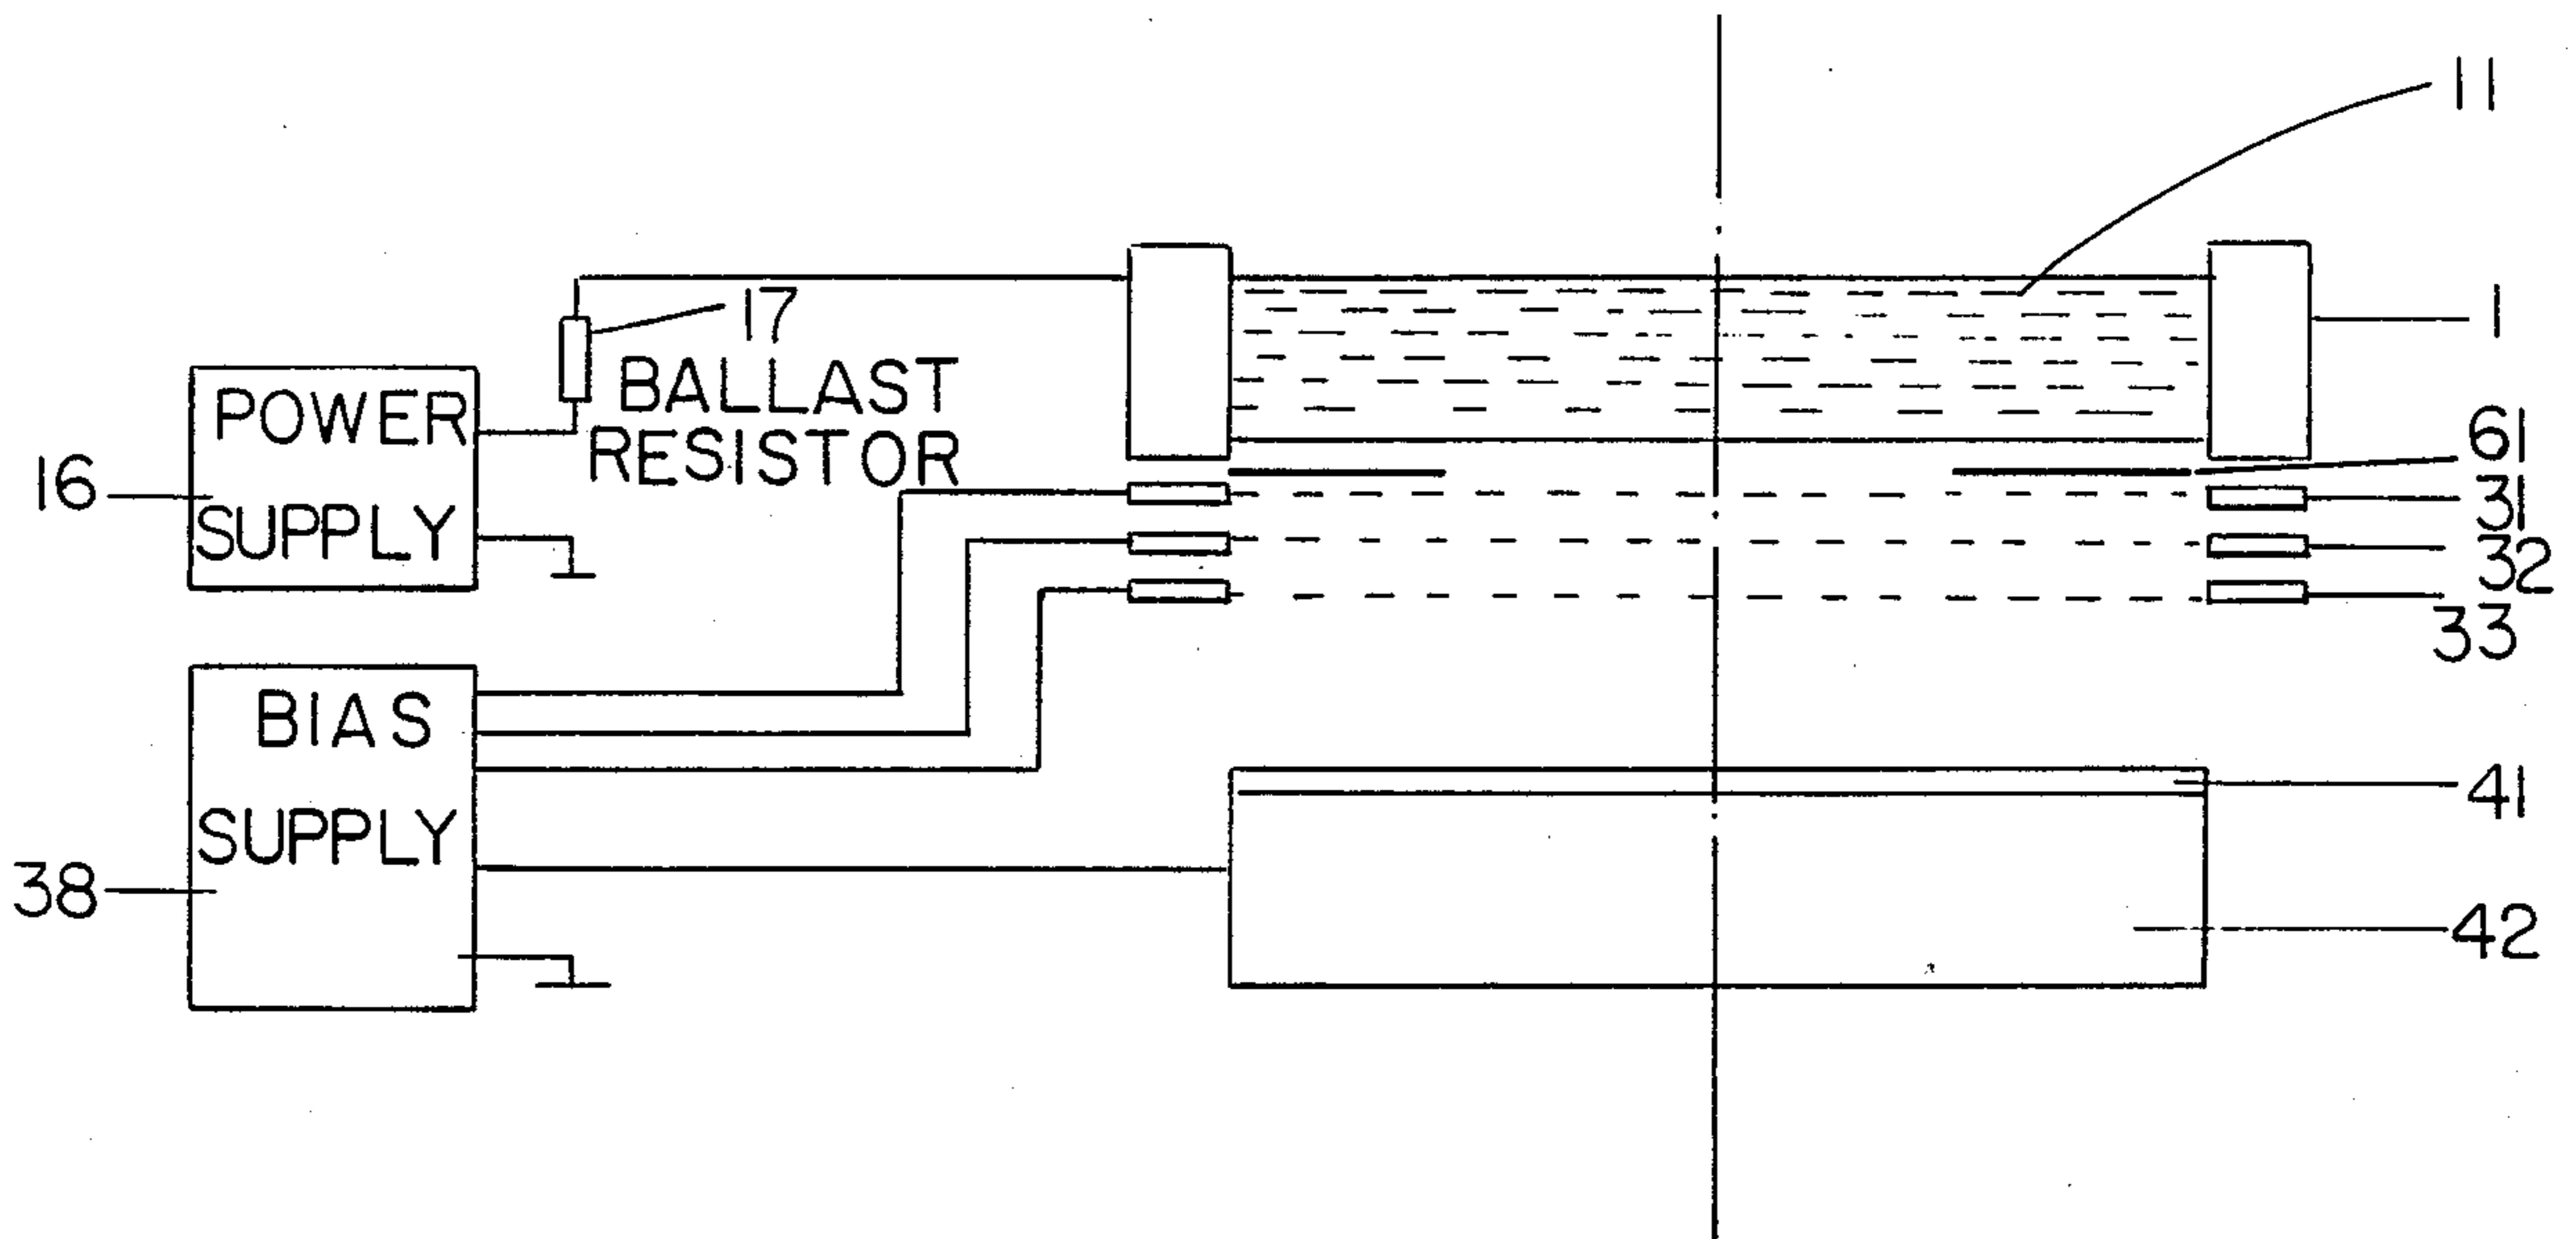 11
1
17
BALLAST
RESISTOR
POWER
SUPPLY
16
61
31
32
33
BIAS
SUPPLY
38
41
42